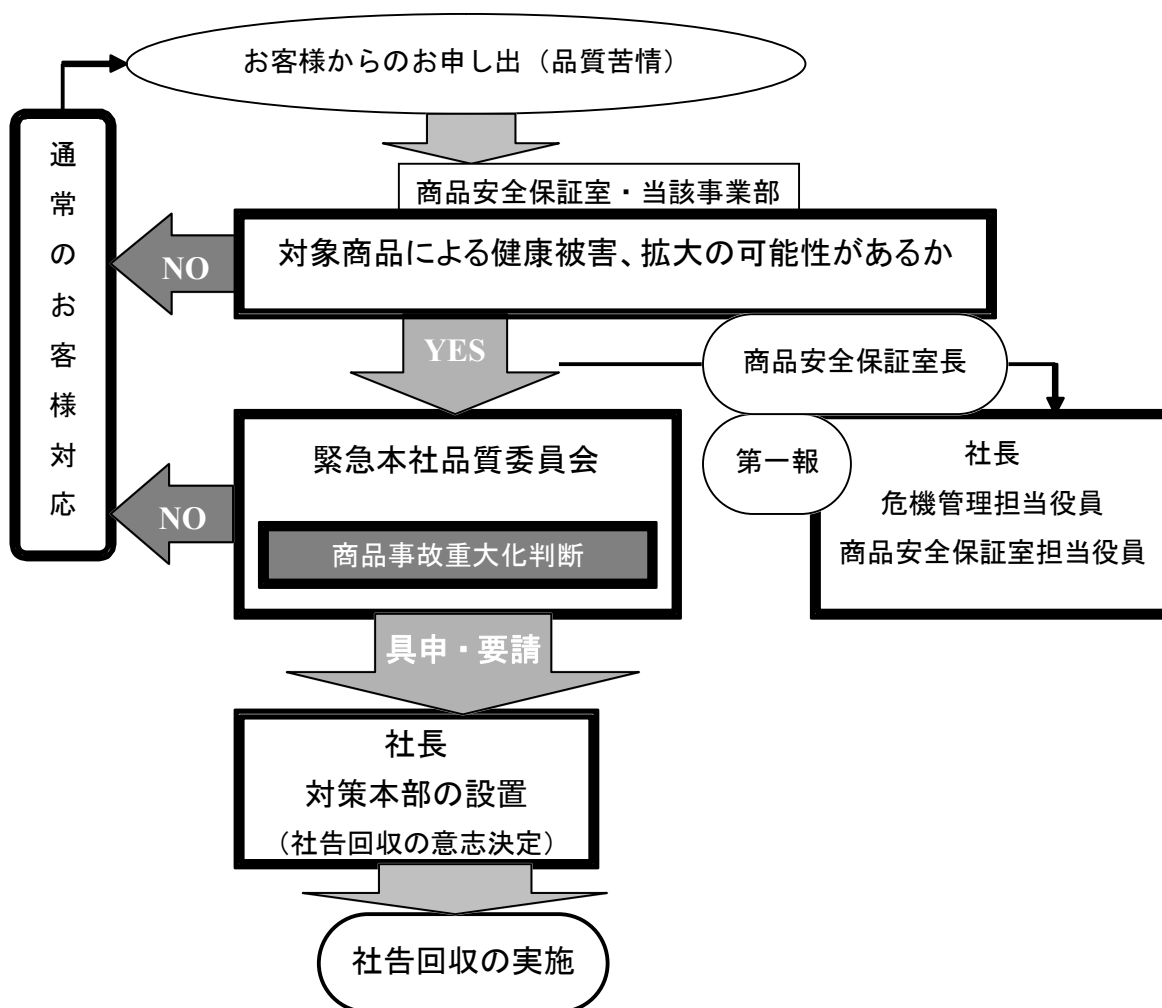 お客様からのお申し出（品質苦情）
通常のお客様対応
商品安全保証室・当該事業部
対象商品による健康被害、拡大の可能性があるか
NO
YES
商品安全保証室長
第一報
社長
危機管理担当役員
商品安全保証室担当役員
緊急本社品質委員会
NO
商品事故重大化判断
具申・要請
社長
対策本部の設置
（社告回収の意志決定）
社告回収の実施